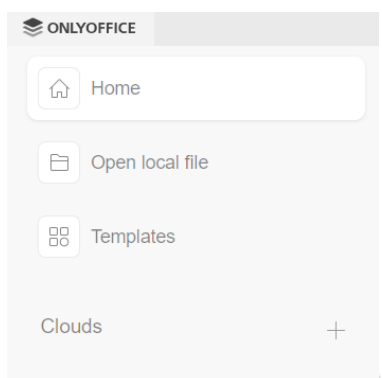 ONLYOFFICE
Home
Open local file
Templates
Clouds